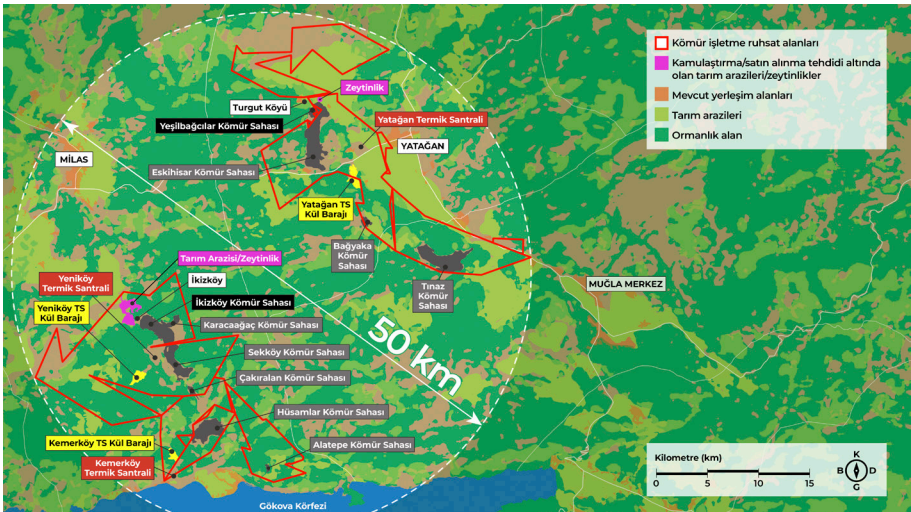 Kömür işletme ruhsat alanları
Kamulaştırma/satın alınma tehdidi altında
olan tarım arazileri/zeytinlikler
Mevcut yerleşim alanları
Tarım arazileri
Ormanlık alan
Zeytinlik
Turgut Köyü
Yeşilbağcılar Kömür Sahası
Yatağan Termik Santrali
YATAĞAN
MİLAS
Eskihisar Kömür Sahası
Yatağan TS
Kül Barajı
Bağyaka
Kömür
Sahası
Tınaz
Kömür
Sahası
MUĞLA MERKEZ
Tarım Arazisi/Zeytinlik
Yeniköy
Termik Santrali
İkizköy
Yeniköy TS
Kül Barajı
İkizköy Kömür Sahası
Karacaağaç Kömür Sahası
50 km
Sekköy Kömür Sahası
Çakıralan Kömür Sahası
Hüsamlar Kömür Sahası
Kemerköy TS Kül Barajı
Alatepe Kömür Sahası
Kemerköy
Termik Santrali
Gökova Körfezi
Kilometre (km)
0 5 10 15
K
B D
G